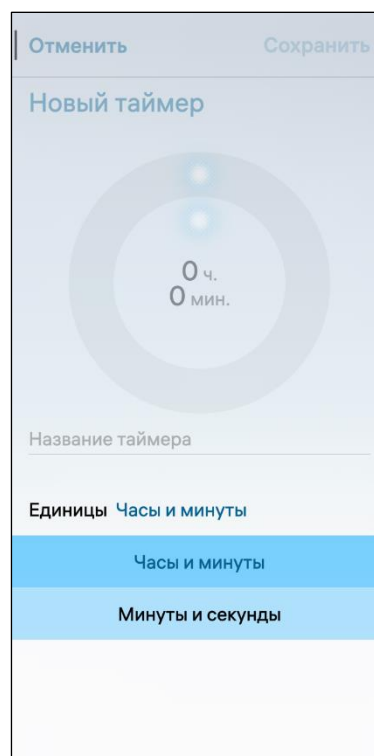 Отменить Сохранить
Новый таймер
0 ч.
0 мин.
Название таймера
Единицы Часы и минуты
Часы и минуты
Минуты и секунды